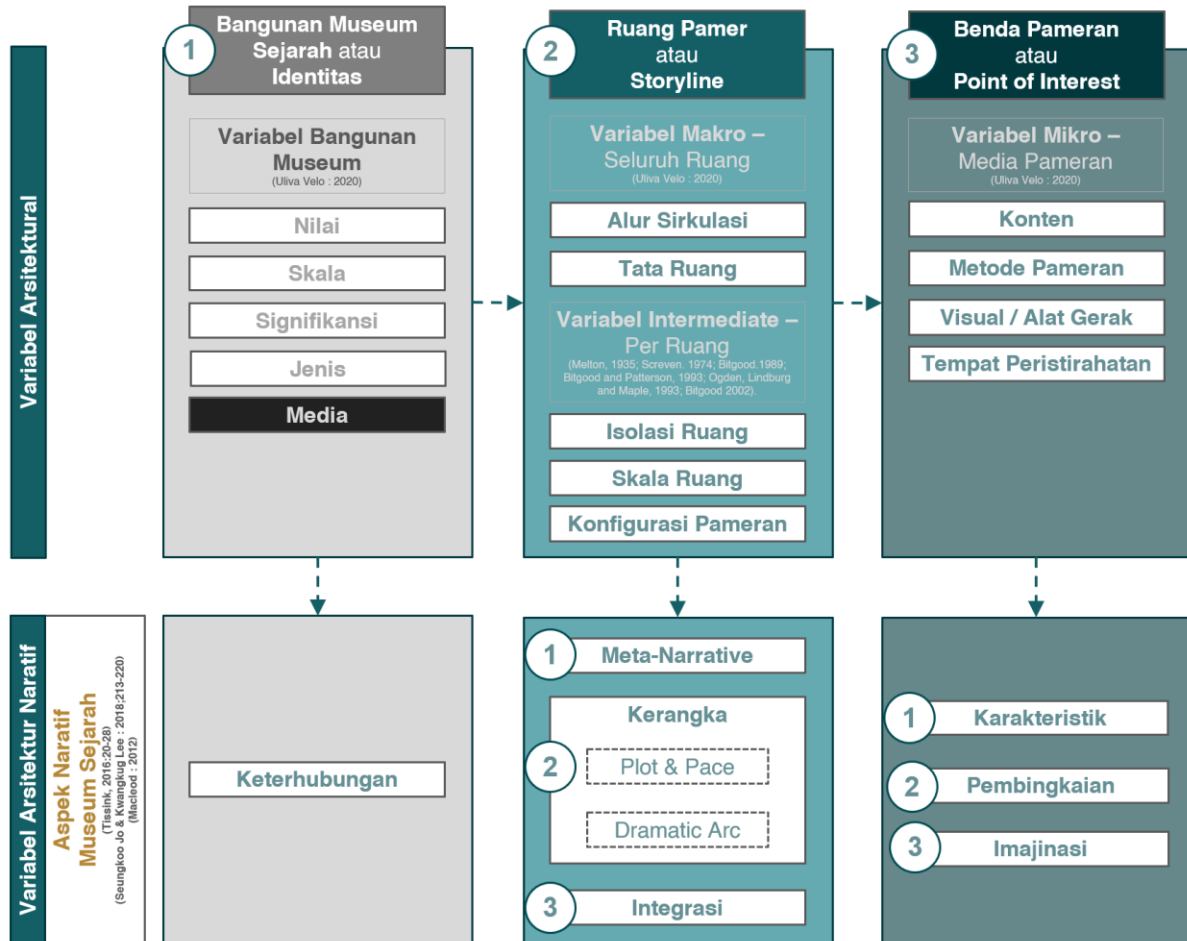 Variabel Arsitektural
1
Bangunan Museum
Sejarah atau
Identitas
Variabel Bangunan
Museum
(Uliva Velo : 2020)
Nilai
Skala
Signifikansi
Jenis
Media
2
Ruang Pamer
atau
Storyline
Variabel Makro –
Seluruh Ruang
(Uliva Velo : 2020)
Alur Sirkulasi
Tata Ruang
Variabel Intermediate –
Per Ruang
(Melton, 1935; Screven. 1974; Bitgood.1989;
Bitgood and Patterson, 1993; Ogden, Lindburg
and Maple, 1993; Bitgood 2002).
Isolasi Ruang
Skala Ruang
Konfigurasi Pameran
3
Benda Pameran
atau
Point of Interest
Variabel Mikro –
Media Pameran
(Uliva Velo : 2020)
Konten
Metode Pameran
Visual / Alat Gerak
Tempat Peristirahatan
Variabel Arsitektur Naratif
Aspek Naratif
Museum Sejarah
(Tissink, 2016:20-28)
(Seungkoo Jo & Kwangkug Lee : 2018;213-220)
(Macleod : 2012)
Keterhubungan
1
Meta-Narrative
Kerangka
2
Plot & Pace
Dramatic Arc
3
Integrasi
1
Karakteristik
2
Pembingkaian
3
Imajinasi